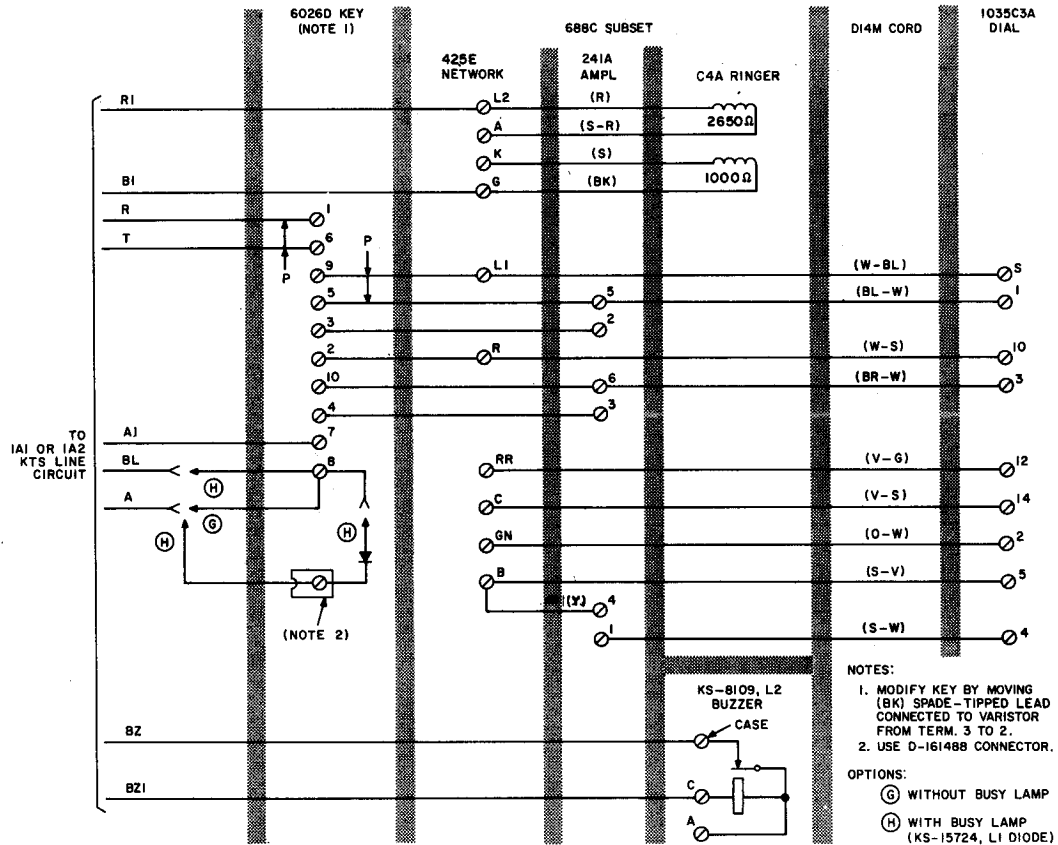 6026D KEY
(NOTE 1)
688C SUBSET
D14M CORD
1035C3A
DIAL
425E
NETWORK
241A
AMPL
C4A RINGER
R1
L2
(R)
2650Ω
A
(S-R)
K
(S)
1000Ω
B1
G
(BK)
R
1
T
6
P
P
9
L1
(W-BL)
S
5
5
(BL-W)
1
3
2
2
R
(W-S)
10
10
6
(BR-W)
3
4
3
TO
1A1 OR 1A2
KTS LINE
CIRCUIT
A1
7
BL
H
8
RR
(V-G)
12
A
G
C
(V-S)
14
H
H
GN
(O-W)
2
B
(S-V)
5
(Y)
4
(NOTE 2)
1
(S-W)
4
KS-8109, L2
BUZZER
BZ
CASE
BZ1
C
A
NOTES:
1. MODIFY KEY BY MOVING
(BK) SPADE-TIPPED LEAD
CONNECTED TO VARISTOR
FROM TERM. 3 TO 2.
2. USE D-161488 CONNECTOR.
OPTIONS:
G WITHOUT BUSY LAMP
H WITH BUSY LAMP
(KS-15724, L1 DIODE)